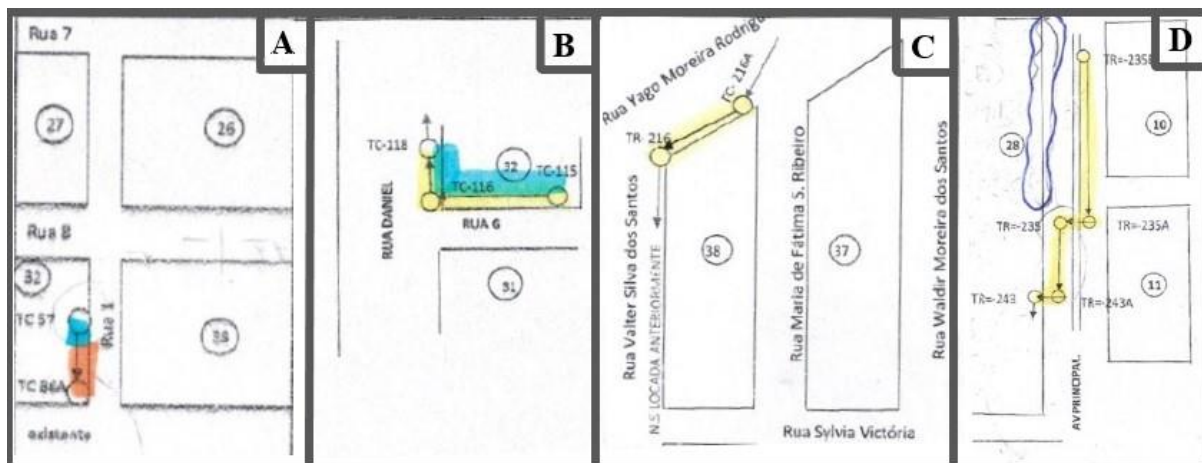 A
Rua 7
27
26
Rua 8
32
TC 57
Rua 1
38
TC 86A
existente
B
TC-118
32
TC-115
TC-116
RUA DANIEL
RUA 6
31
C
Rua Yago Moreira Rodrig
TC-216A
TR-216
Rua Valter Silva dos Santos
N.S LOCADA ANTERIORMENTE
38
Rua Maria de Fátima S. Ribeiro
37
Rua Waldir Moreira dos Santos
Rua Sylvia Victória
D
TR=-235B
10
28
TR=-235
TR=-235A
TR=-243
TR=-243A
11
AV PRINCIPAL